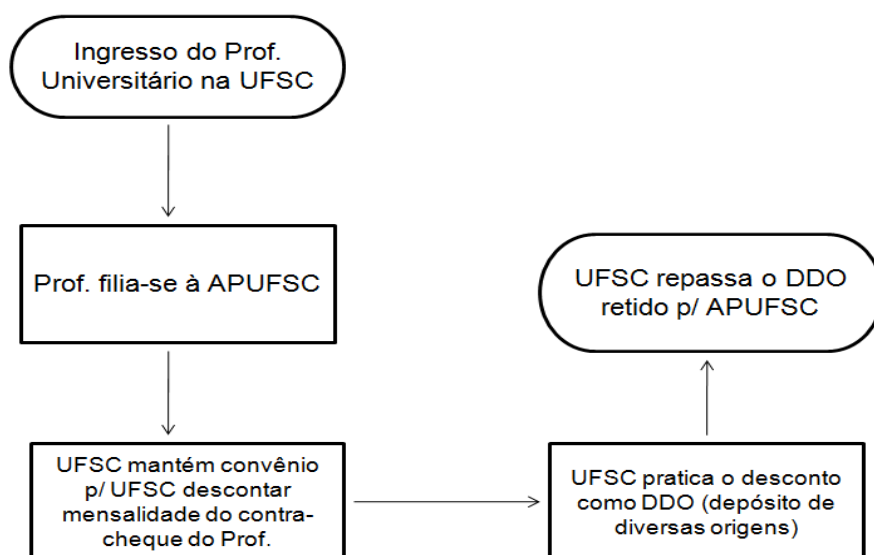 Ingresso do Prof.
Universitário na UFSC
Prof. filia-se à APUFSC
UFSC mantém convênio
p/ UFSC descontar
mensalidade do contra-
cheque do Prof.
UFSC pratica o desconto
como DDO (depósito de
diversas origens)
UFSC repassa o DDO
retido p/ APUFSC